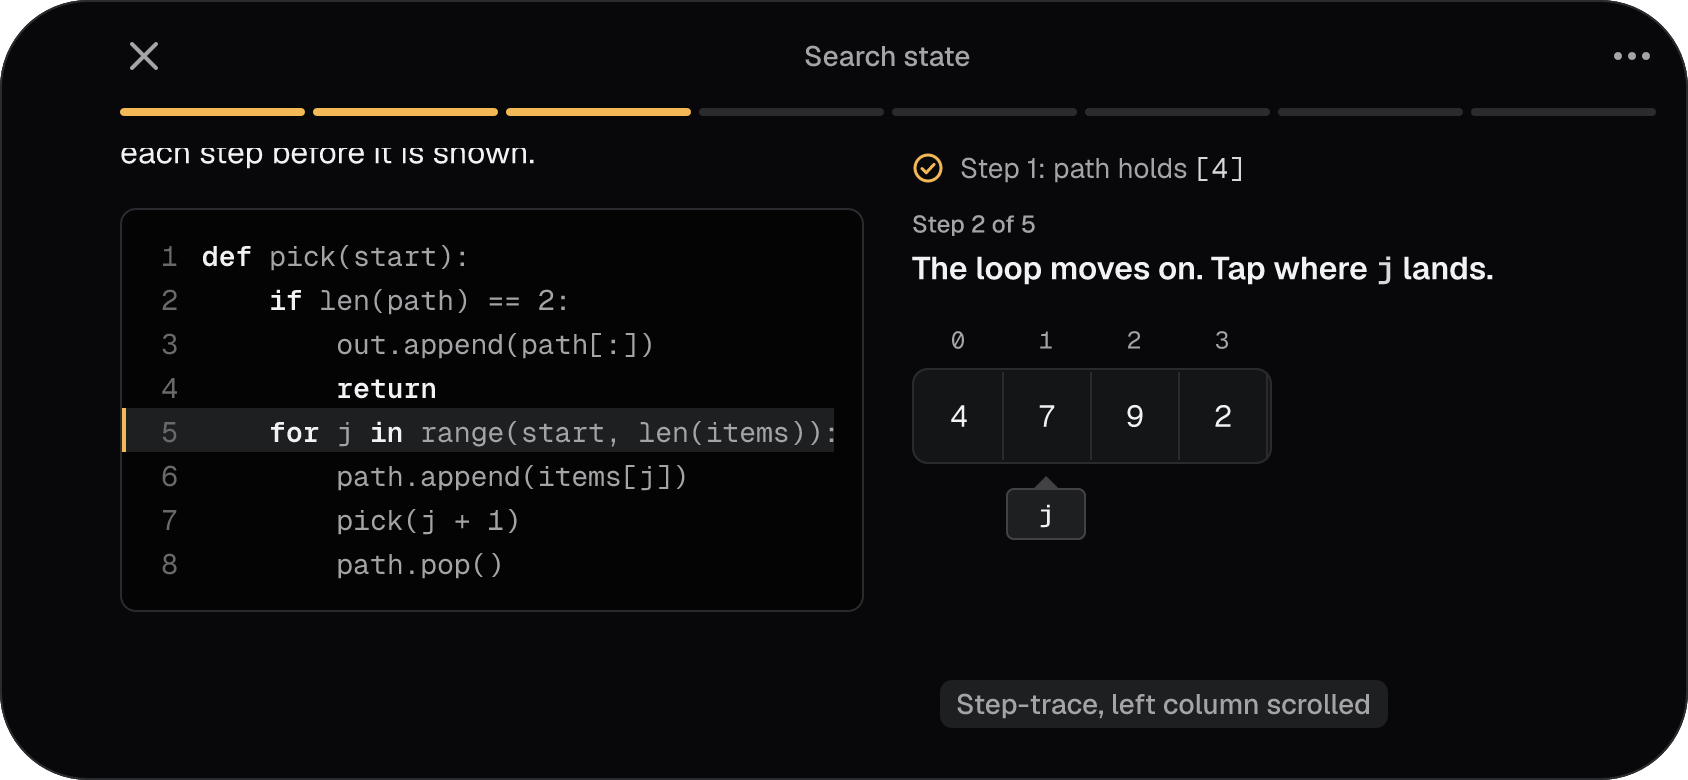 Search state
each step before it is shown.
1 def pick(start):
2     if len(path) == 2:
3         out.append(path[:])
4         return
5     for j in range(start, len(items)):
6         path.append(items[j])
7         pick(j + 1)
8         path.pop()
Step 1: path holds [4]
Step 2 of 5
The loop moves on. Tap where j lands.
0 1 2 3
4 7 9 2
j
Step-trace, left column scrolled